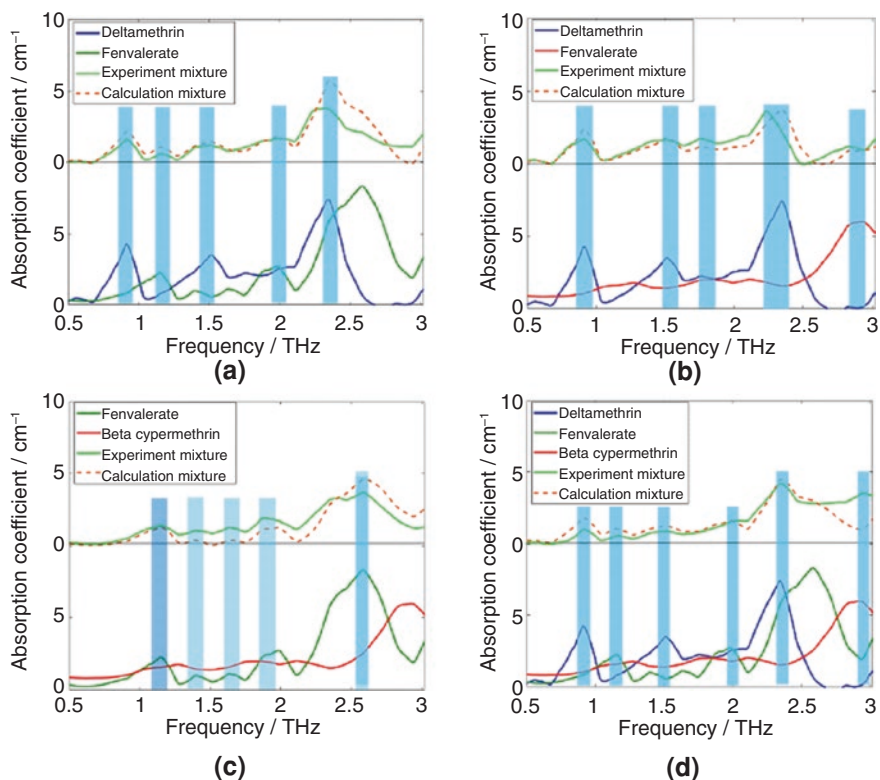 10
Deltamethrin
Fenvalerate
Experiment mixture
Calculation mixture
5
0
5
0
0.5 1 1.5 2 2.5 3
Absorption coefficient / cm⁻¹
Frequency / THz
(a)
10
Deltamethrin
Fenvalerate
Experiment mixture
Calculation mixture
5
0
5
0
0.5 1 1.5 2 2.5 3
Absorption coefficient / cm⁻¹
Frequency / THz
(b)
10
Fenvalerate
Beta cypermethrin
Experiment mixture
Calculation mixture
5
0
5
0
0.5 1 1.5 2 2.5 3
Absorption coefficient / cm⁻¹
Frequency / THz
(c)
10
Deltamethrin
Fenvalerate
Beta cypermethrin
Experiment mixture
Calculation mixture
5
0
5
0
0.5 1 1.5 2 2.5 3
Absorption coefficient / cm⁻¹
Frequency / THz
(d)